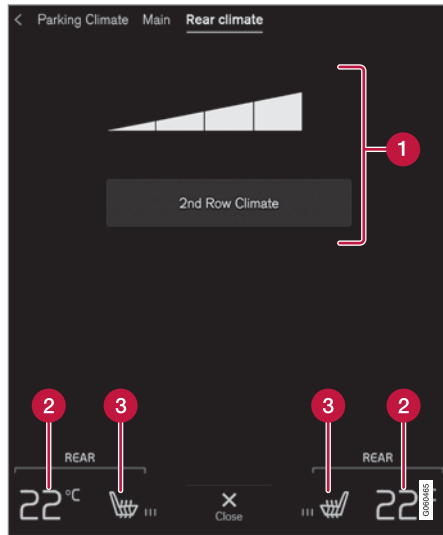 < Parking Climate Main Rear climate
1
2nd Row Climate
2 3 3 2
REAR REAR
22°C 22°
Close
G060465